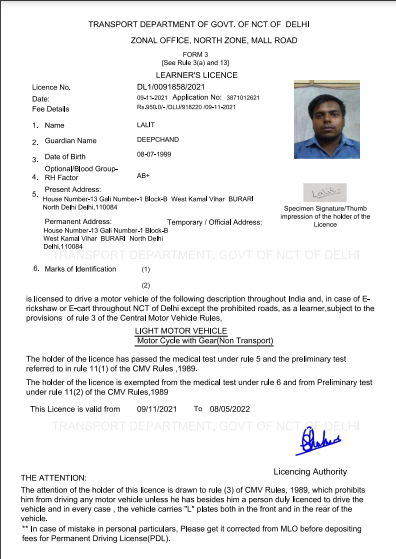 TRANSPORT DEPARTMENT OF GOVT. OF NCT OF DELHI
ZONAL OFFICE, NORTH ZONE, MALL ROAD
FORM 3
[See Rule 3(a) and 13]
LEARNER'S LICENCE
Licence No. DL1/0091858/2021
Date: 09-11-2021 Application No: 3871012621
Fee Details Rs.950.0/- /DLU/918220 /09-11-2021
1. Name LALIT
2. Guardian Name DEEPCHAND
3. Date of Birth 08-07-1999
4. Optional/Blood Group-
RH Factor AB+
5. Present Address:
House Number-13 Gali Number-1 Block-B West Kamal Vihar BURARI
North Delhi Delhi,110084
Lalit
Specimen Signature/Thumb
impression of the holder of the
Licence
Permanent Address: Temporary / Official Address:
House Number-13 Gali Number-1 Block-B
West Kamal Vihar BURARI North Delhi
Delhi,110084
TRANSPORT DEPARTMENT, GOVT OF NCT OF DELHI
6. Marks of Identification (1)
(2)
is licensed to drive a motor vehicle of the following description throughout India and, in case of E-
rickshaw or E-cart throughout NCT of Delhi except the prohibited roads, as a learner,subject to the
provisions of rule 3 of the Central Motor Vehicle Rules,
LIGHT MOTOR VEHICLE
Motor Cycle with Gear(Non Transport)
The holder of the licence has passed the medical test under rule 5 and the preliminary test
referred to in rule 11(1) of the CMV Rules ,1989.
The holder of the licence is exempted from the medical test under rule 6 and from Preliminary test
under rule 11(2) of the CMV Rules,1989
This Licence is valid from 09/11/2021 To 08/05/2022
TRANSPORT DEPARTMENT, GOVT OF NCT OF DELHI
Licencing Authority
THE ATTENTION:
The attention of the holder of this licence is drawn to rule (3) of CMV Rules, 1989, which prohibits
him from driving any motor vehicle unless he has besides him a person duly licenced to drive the
vehicle and in every case , the vehicle carries "L" plates both in the front and in the rear of the
vehicle.
** In case of mistake in personal particulars, Please get it corrected from MLO before depositing
fees for Permanent Driving License(PDL).